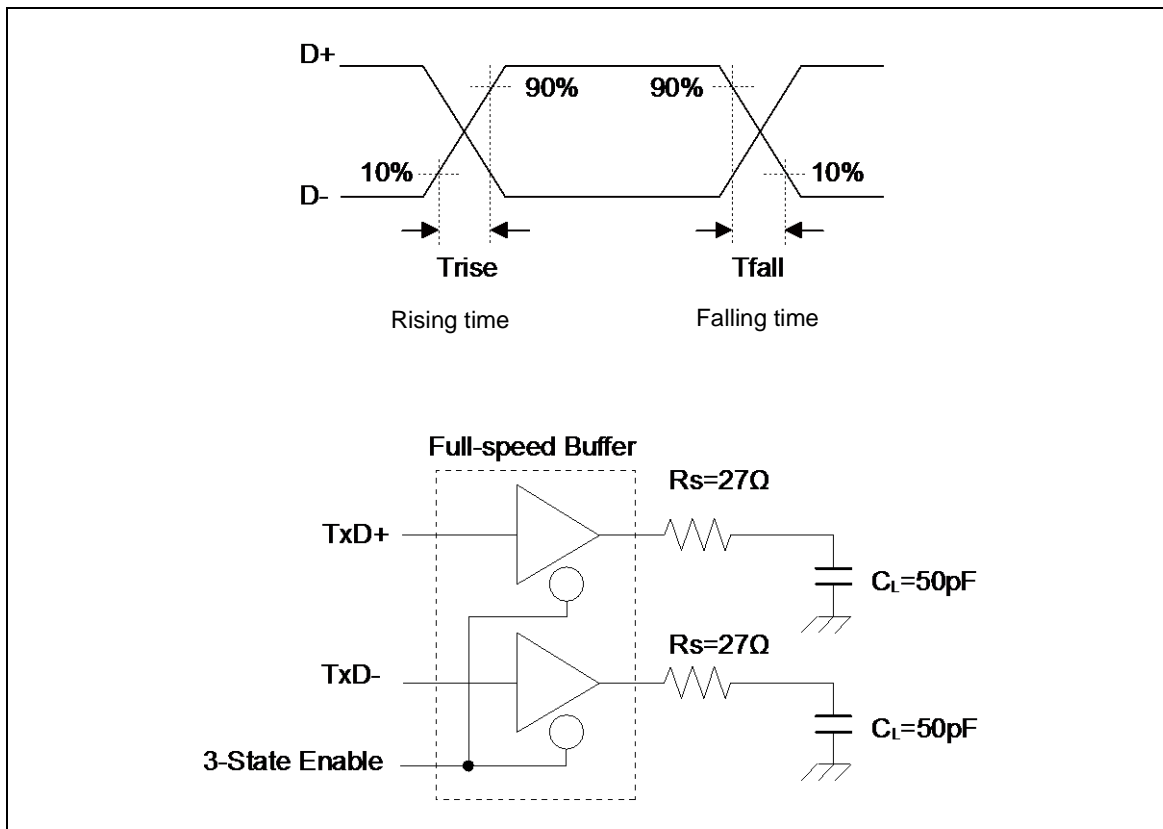 D+
90%
90%
10%
10%
D-
Trise
Tfall
Rising time
Falling time
Full-speed Buffer
Rs=27Ω
TxD+
CL=50pF
Rs=27Ω
TxD-
CL=50pF
3-State Enable